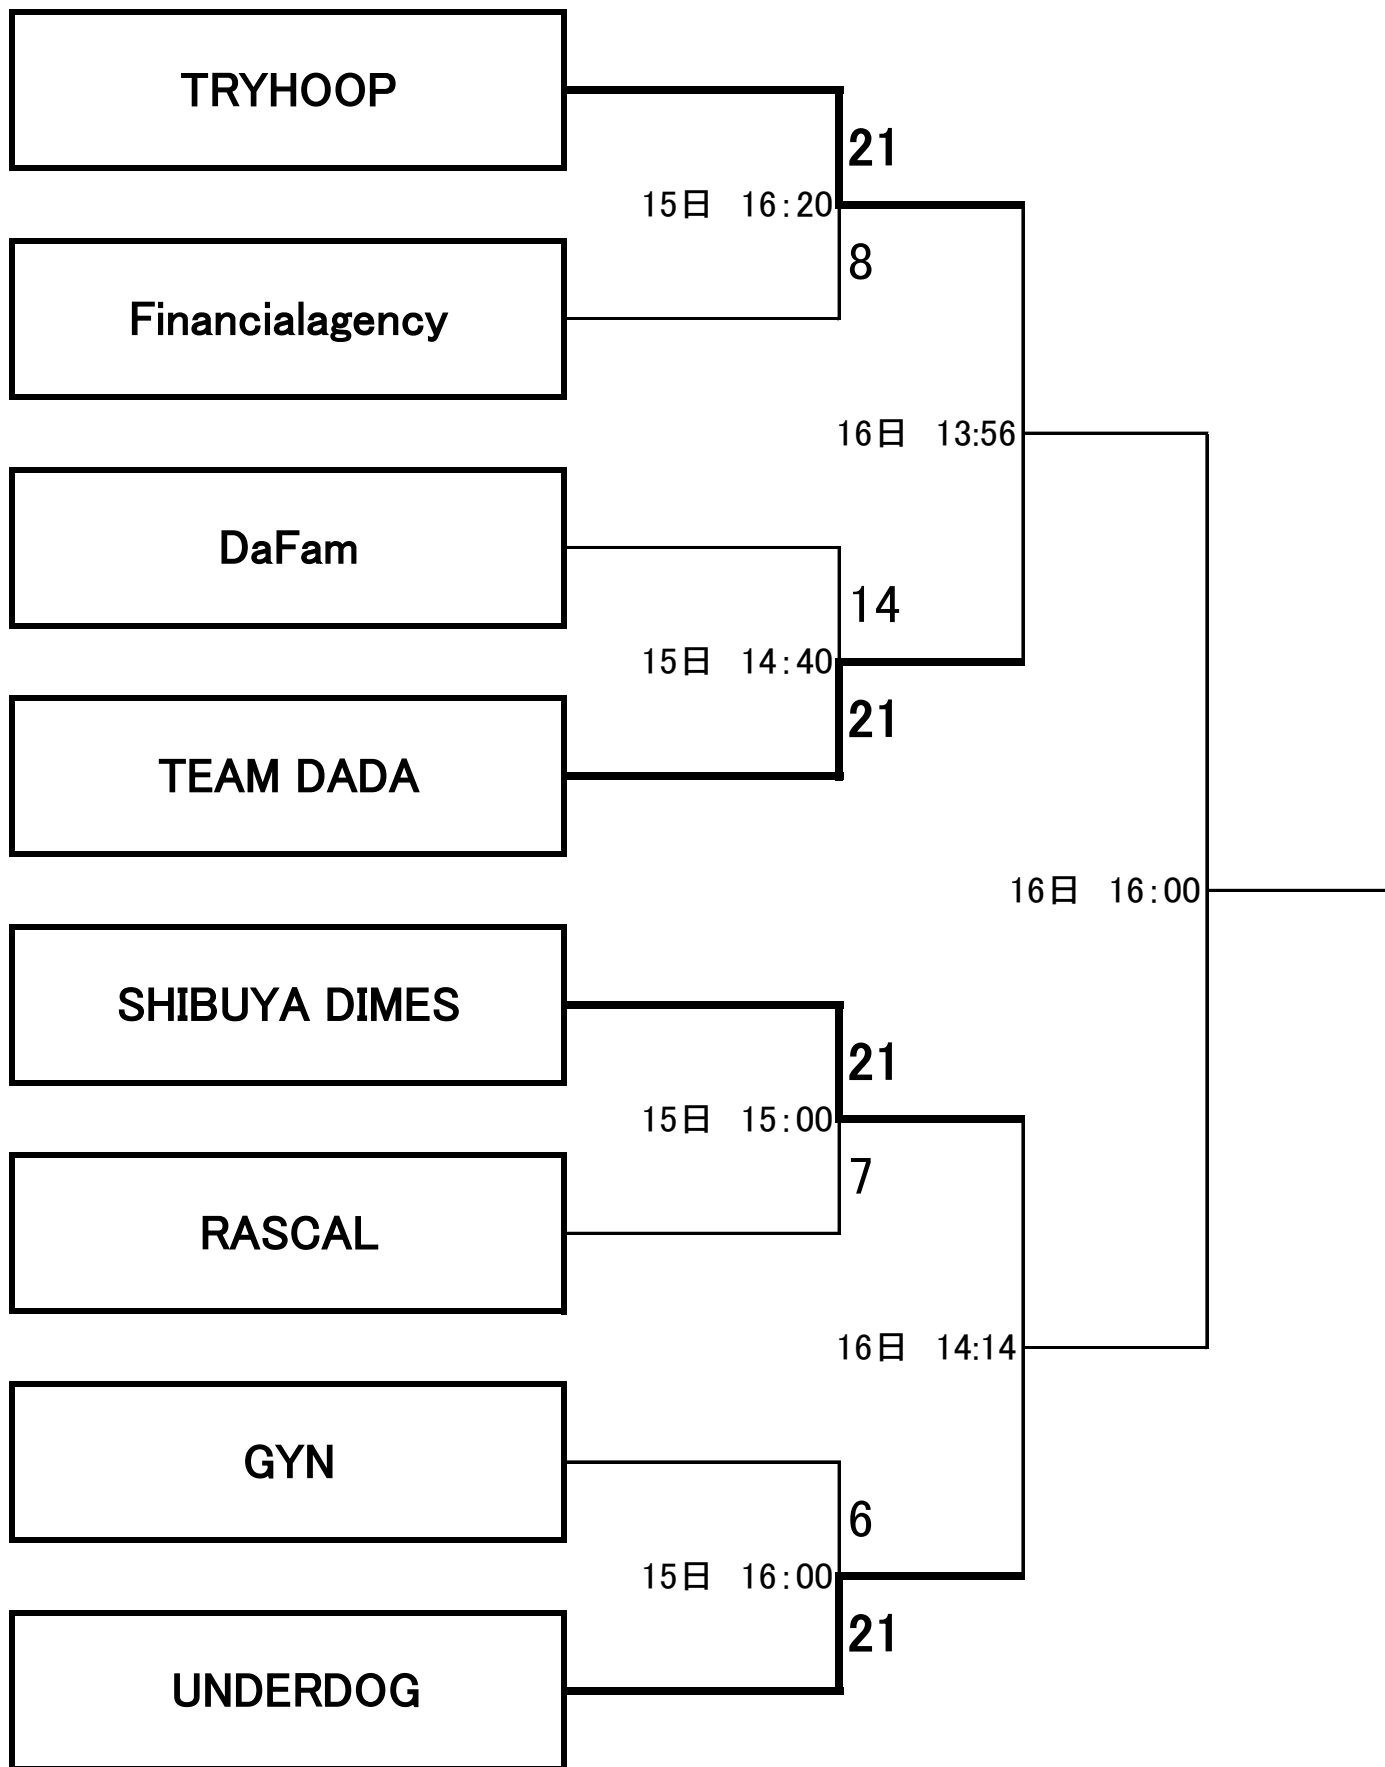 TRYHOOP
21
15日　16：20
8
Financialagency
16日　13:56
DaFam
14
15日　14：40
21
TEAM DADA
16日　16：00
SHIBUYA DIMES
21
15日　15：00
7
RASCAL
16日　14:14
GYN
6
15日　16：00
21
UNDERDOG